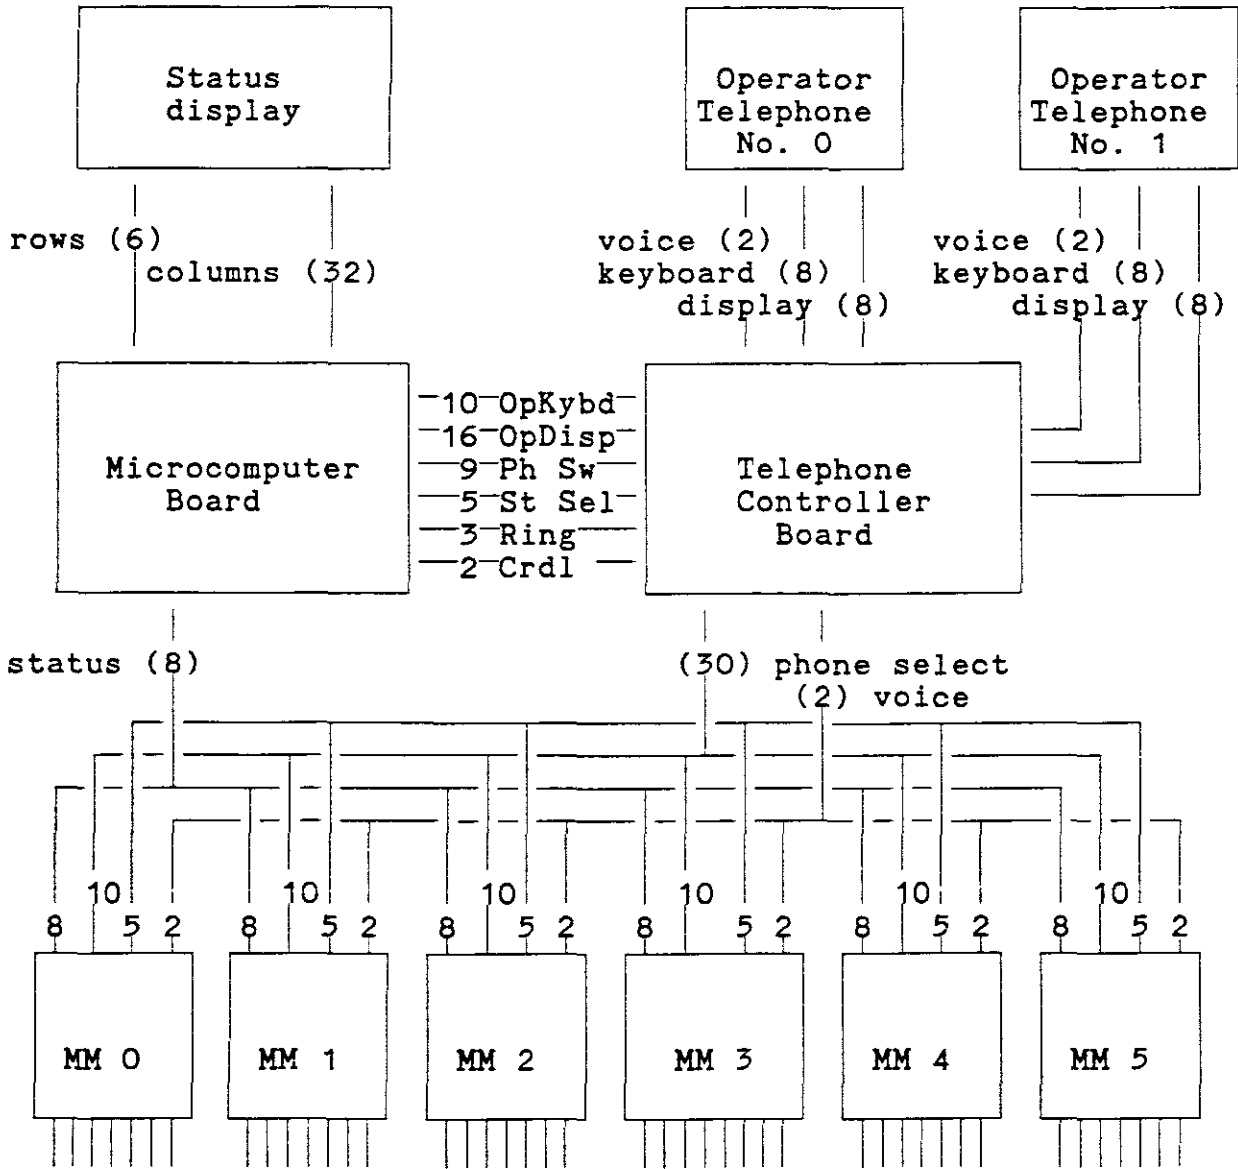 Status
display
Operator
Telephone
No. 0
Operator
Telephone
No. 1
rows (6)
columns (32)
voice (2)
keyboard (8)
display (8)
voice (2)
keyboard (8)
display (8)
Microcomputer
Board
10 OpKybd
16 OpDisp
9 Ph Sw
5 St Sel
3 Ring
2 Crdl
Telephone
Controller
Board
status (8)
(30) phone select
(2) voice
10 10 10 10 10 10
8 5 2 8 5 2 8 5 2 8 5 2 8 5 2 8 5 2
MM 0 MM 1 MM 2 MM 3 MM 4 MM 5